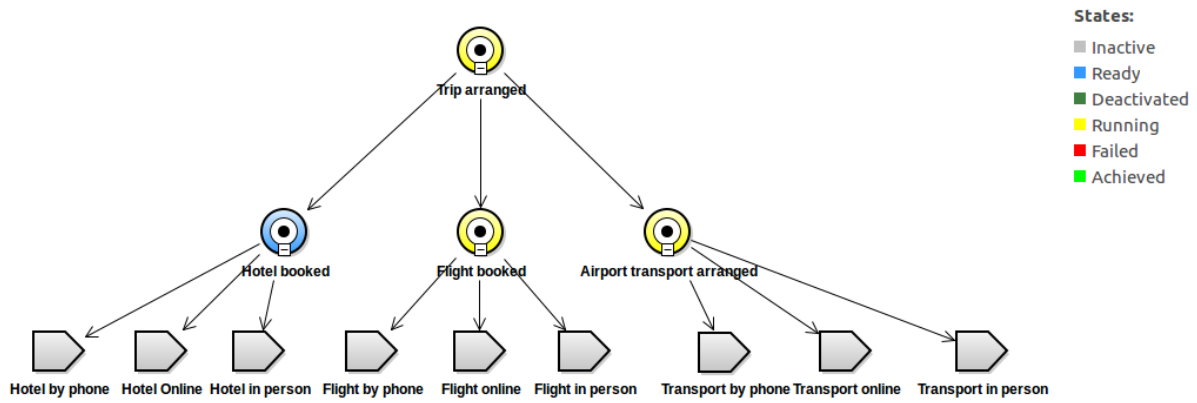 States:
Inactive
Ready
Deactivated
Running
Failed
Achieved
Trip arranged
Hotel booked
Flight booked
Airport transport arranged
Hotel by phone
Hotel Online
Hotel in person
Flight by phone
Flight online
Flight in person
Transport by phone
Transport online
Transport in person